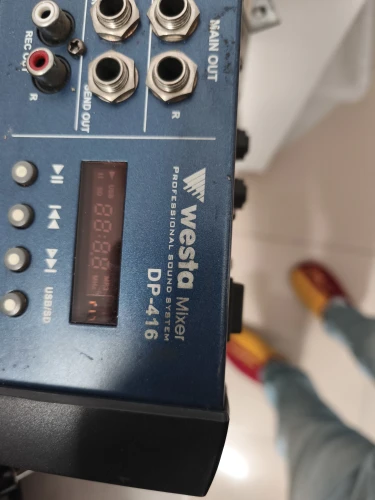 MAIN OUT
R
SEND OUT
REC OUT
R
westa Mixer
PROFESSIONAL SOUND SYSTEM
DP-416
USB/SD